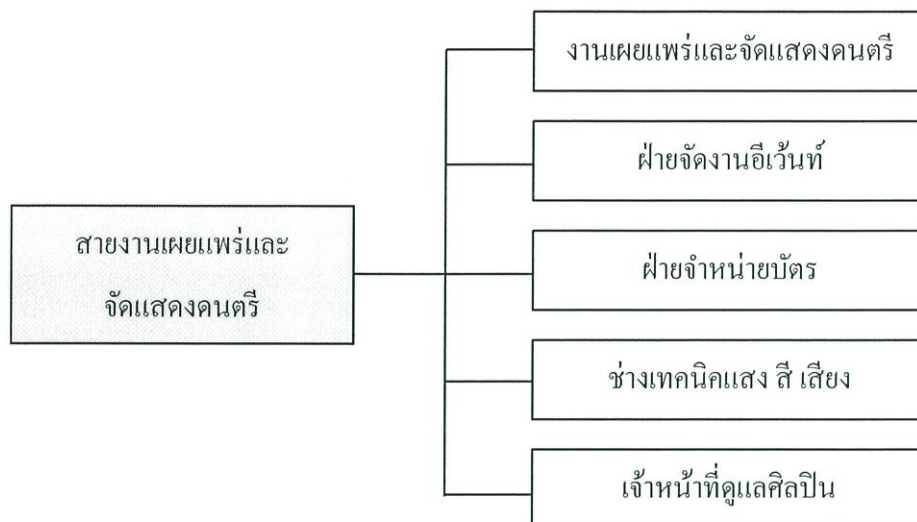 งานเผยแพร่และจัดแสดงดนตรี
ฝ่ายจัดงานอีเว้นท์
สายงานเผยแพร่และ
จัดแสดงดนตรี
ฝ่ายจำหน่ายบัตร
ช่างเทคนิคแสง สี เสียง
เจ้าหน้าที่ดูแลศิลปิน